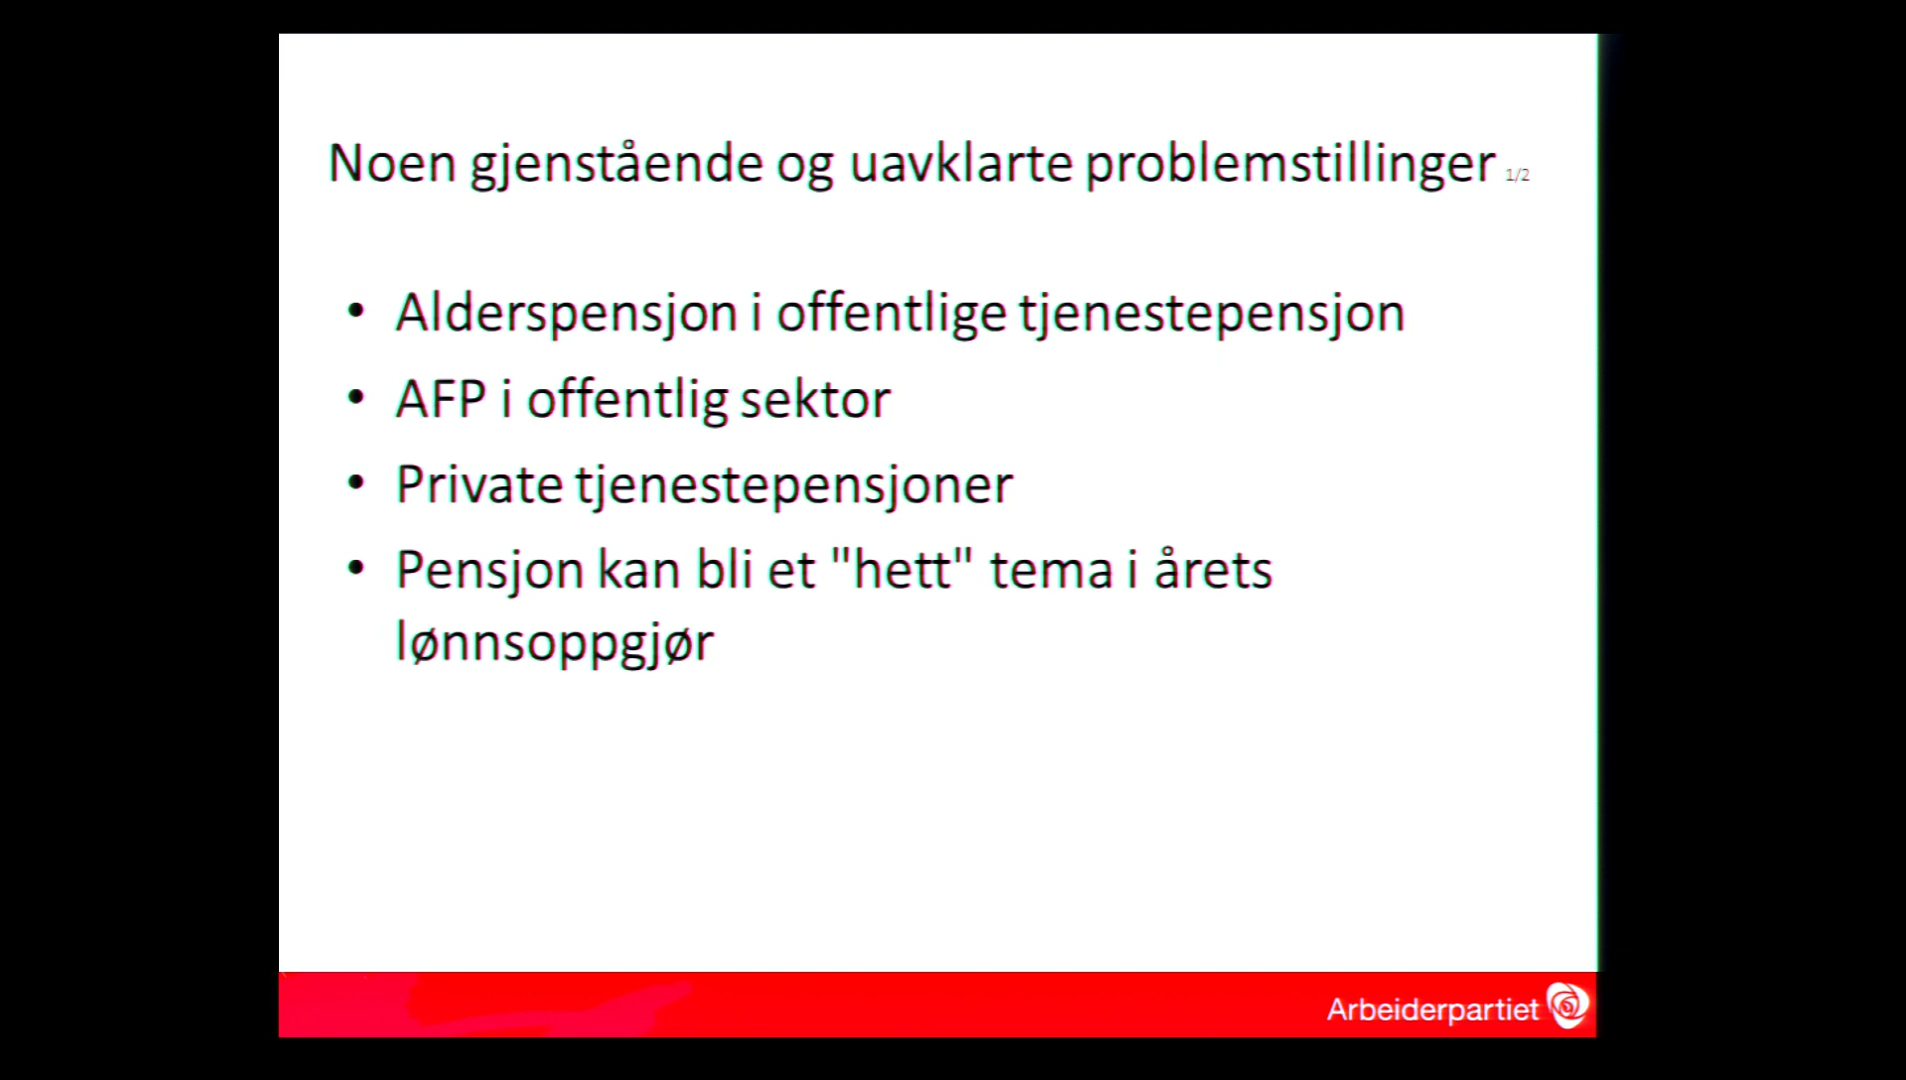 Noen gjenstående og uavklarte problemstillinger 1/2
• Alderspensjon i offentlige tjenestepensjon
• AFP i offentlig sektor
• Private tjenestepensjoner
• Pensjon kan bli et "hett" tema i årets
lønnsoppgjør
Arbeiderpartiet